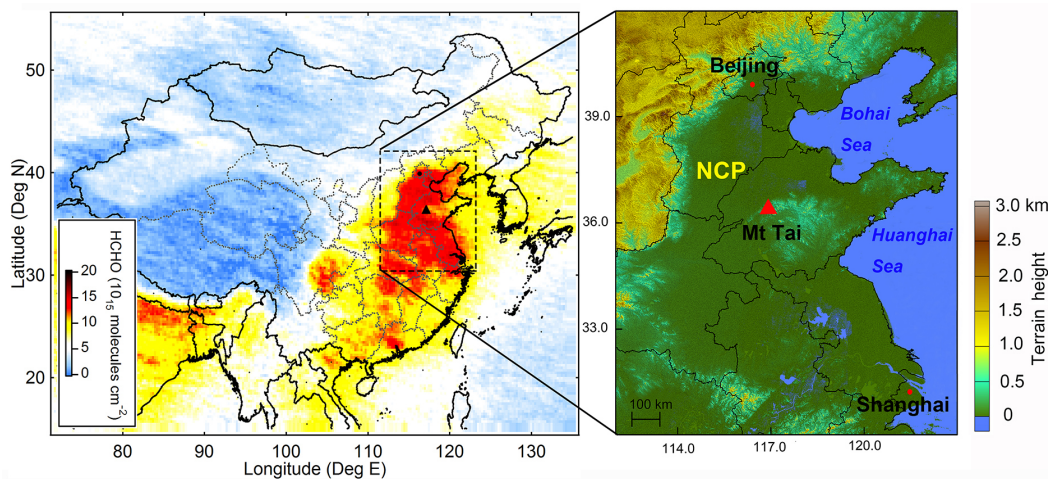 50
40
30
20
Latitude (Deg N)
80
90
100
110
120
130
Longitude (Deg E)
HCHO (10₁₅ molecules cm⁻²)
20
15
10
5
0
Beijing
Bohai
Sea
NCP
Mt Tai
Huanghai
Sea
Shanghai
100 km
39.0
36.0
33.0
114.0
117.0
120.0
3.0 km
2.5
2.0
1.5
1.0
0.5
0
Terrain height